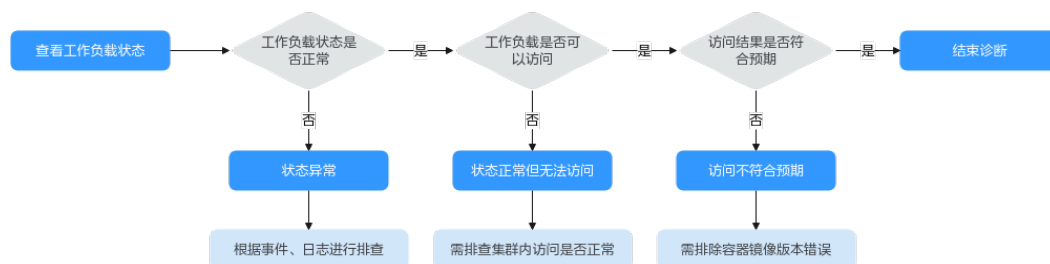 查看工作负载状态
工作负载状态是
否正常
是
工作负载是否可
以访问
是
访问结果是否符
合预期
是
结束诊断
否
否
否
状态异常
状态正常但无法访问
访问不符合预期
根据事件、日志进行排查
需排查集群内访问是否正常
需排除容器镜像版本错误